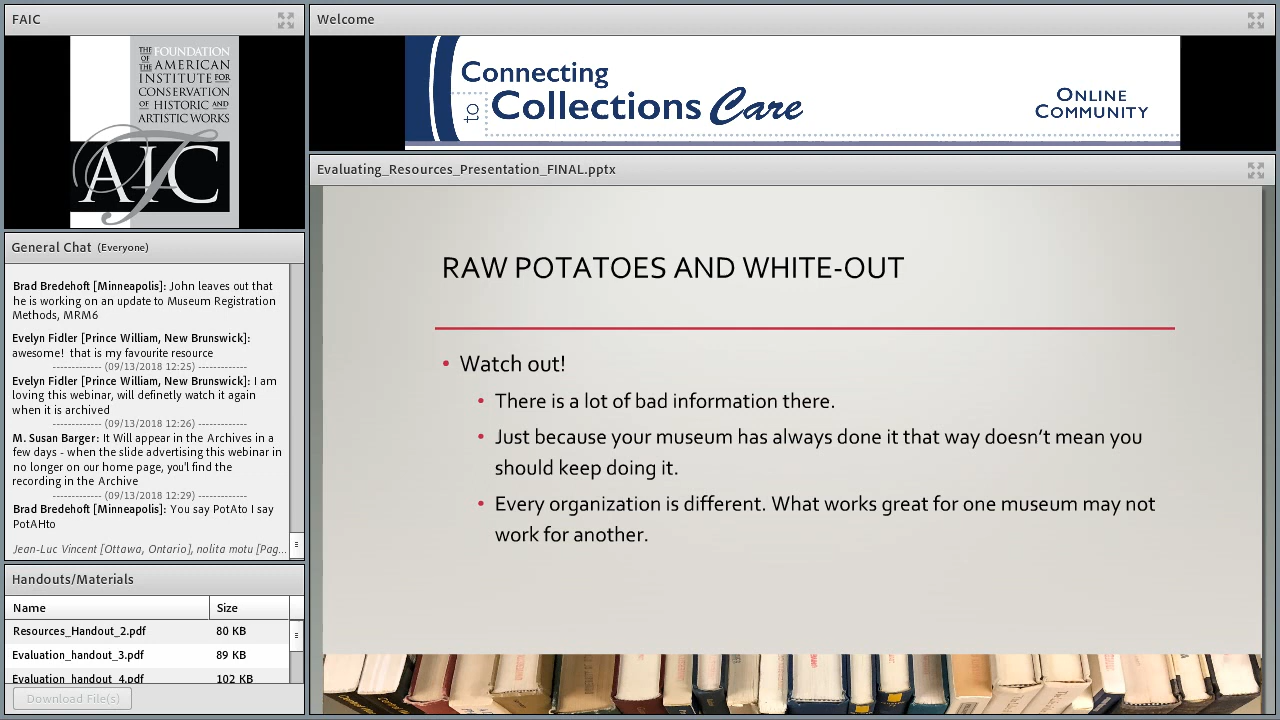 FAIC
THE FOUNDATION
OF THE AMERICAN
INSTITUTE FOR
CONSERVATION
OF HISTORIC AND
ARTISTIC WORKS
AIC
Welcome
Connecting
to Collections Care
ONLINE
COMMUNITY
General Chat (Everyone)
Brad Bredehoft [Minneapolis]: John leaves out that
he is working on an update to Museum Registration
Methods, MRM6
Evelyn Fidler [Prince William, New Brunswick]:
awesome! that is my favourite resource
------------- (09/13/2018 12:25) -------------
Evelyn Fidler [Prince William, New Brunswick]: I am
loving this webinar, will definetly watch it again
when it is archived
------------- (09/13/2018 12:26) -------------
M. Susan Barger: It Will appear in the Archives in a
few days - when the slide advertising this webinar in
no longer on our home page, you'll find the
recording in the Archive
------------- (09/13/2018 12:29) -------------
Brad Bredehoft [Minneapolis]: You say PotAto I say
PotAHto
Jean-Luc Vincent [Ottawa, Ontario], nolita motu [Pag...
Handouts/Materials
Name Size
Resources_Handout_2.pdf 80 KB
Evaluation_handout_3.pdf 89 KB
Evaluation_handout_4.pdf 102 KB
Download File(s)
Evaluating_Resources_Presentation_FINAL.pptx
RAW POTATOES AND WHITE-OUT
• Watch out!
• There is a lot of bad information there.
• Just because your museum has always done it that way doesn’t mean you
should keep doing it.
• Every organization is different. What works great for one museum may not
work for another.